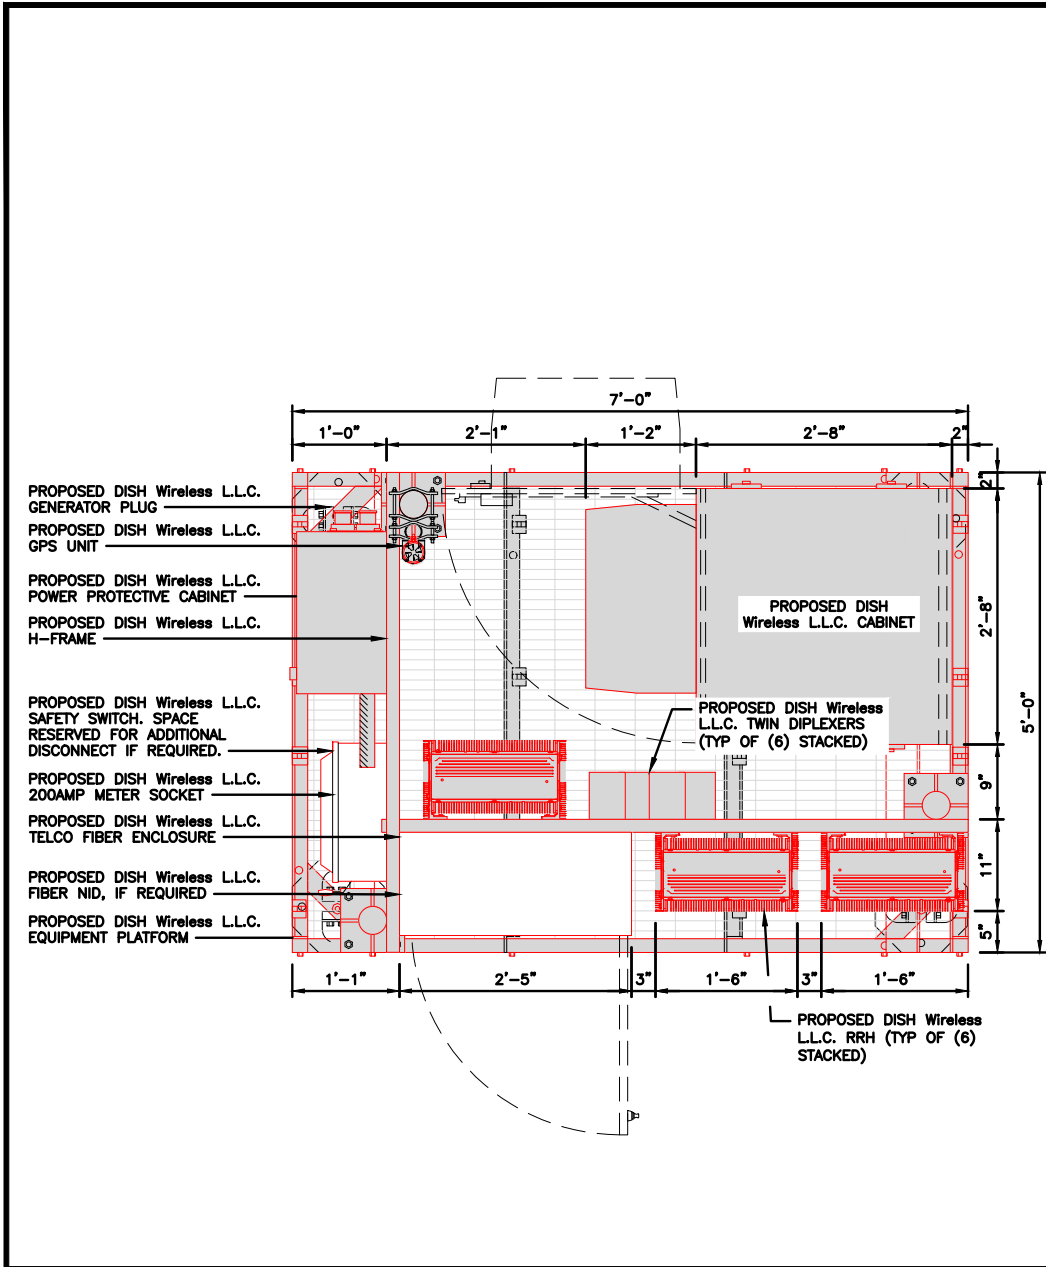 7'-0"
1'-0"
2'-1"
1'-2"
2'-8"
2"
2"
PROPOSED DISH Wireless L.L.C.
GENERATOR PLUG
PROPOSED DISH Wireless L.L.C.
GPS UNIT
PROPOSED DISH Wireless L.L.C.
POWER PROTECTIVE CABINET
PROPOSED DISH Wireless L.L.C.
H-FRAME
PROPOSED DISH
Wireless L.L.C. CABINET
2'-8"
5'-0"
PROPOSED DISH Wireless L.L.C.
SAFETY SWITCH. SPACE
RESERVED FOR ADDITIONAL
DISCONNECT IF REQUIRED.
PROPOSED DISH Wireless
L.L.C. TWIN DIPLEXERS
(TYP OF (6) STACKED)
PROPOSED DISH Wireless L.L.C.
200AMP METER SOCKET
9"
PROPOSED DISH Wireless L.L.C.
TELCO FIBER ENCLOSURE
11"
PROPOSED DISH Wireless L.L.C.
FIBER NID, IF REQUIRED
PROPOSED DISH Wireless L.L.C.
EQUIPMENT PLATFORM
5"
1'-1"
2'-5"
3"
1'-6"
3"
1'-6"
PROPOSED DISH Wireless
L.L.C. RRH (TYP OF (6)
STACKED)